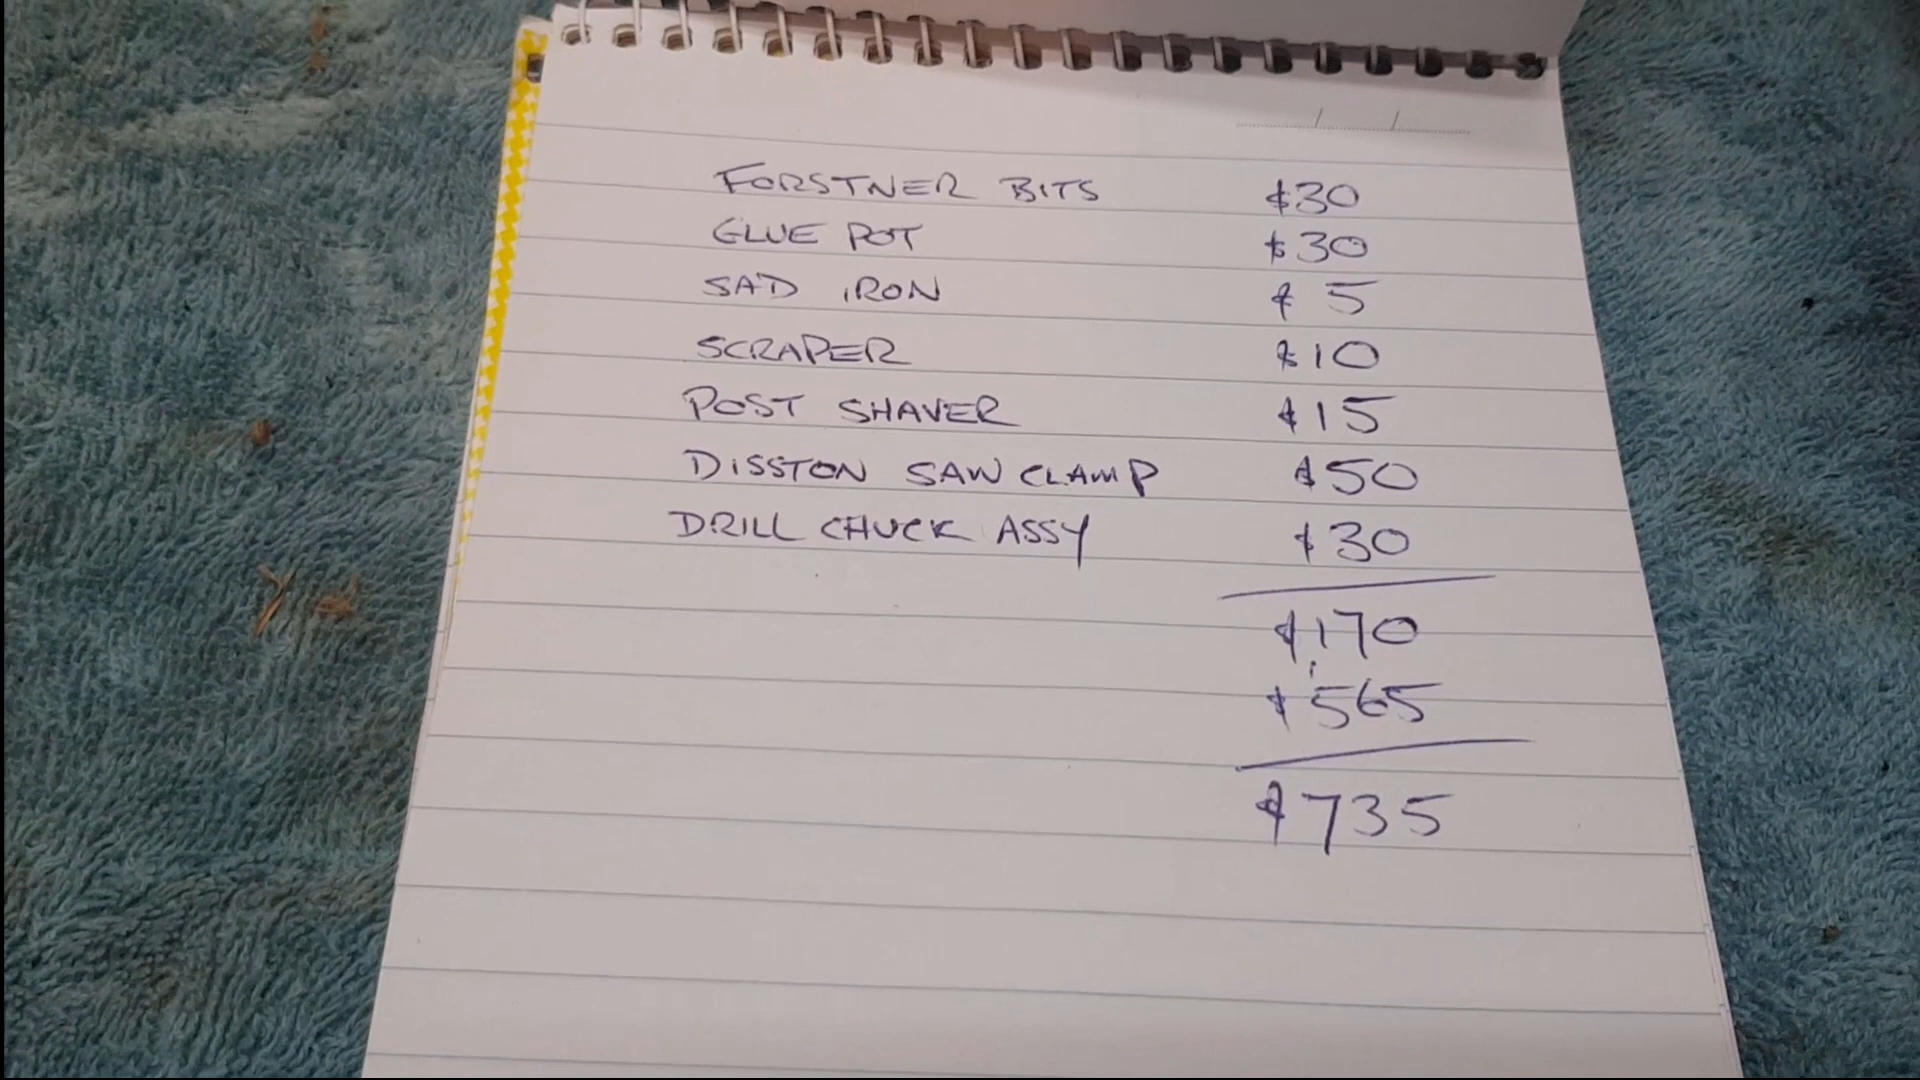 FORSTNER BITS $30
GLUE POT $30
SAD IRON $ 5
SCRAPER $10
POST SHAVER $15
DISSTON SAW CLAMP $50
DRILL CHUCK ASSY $30
$170
$565
$735